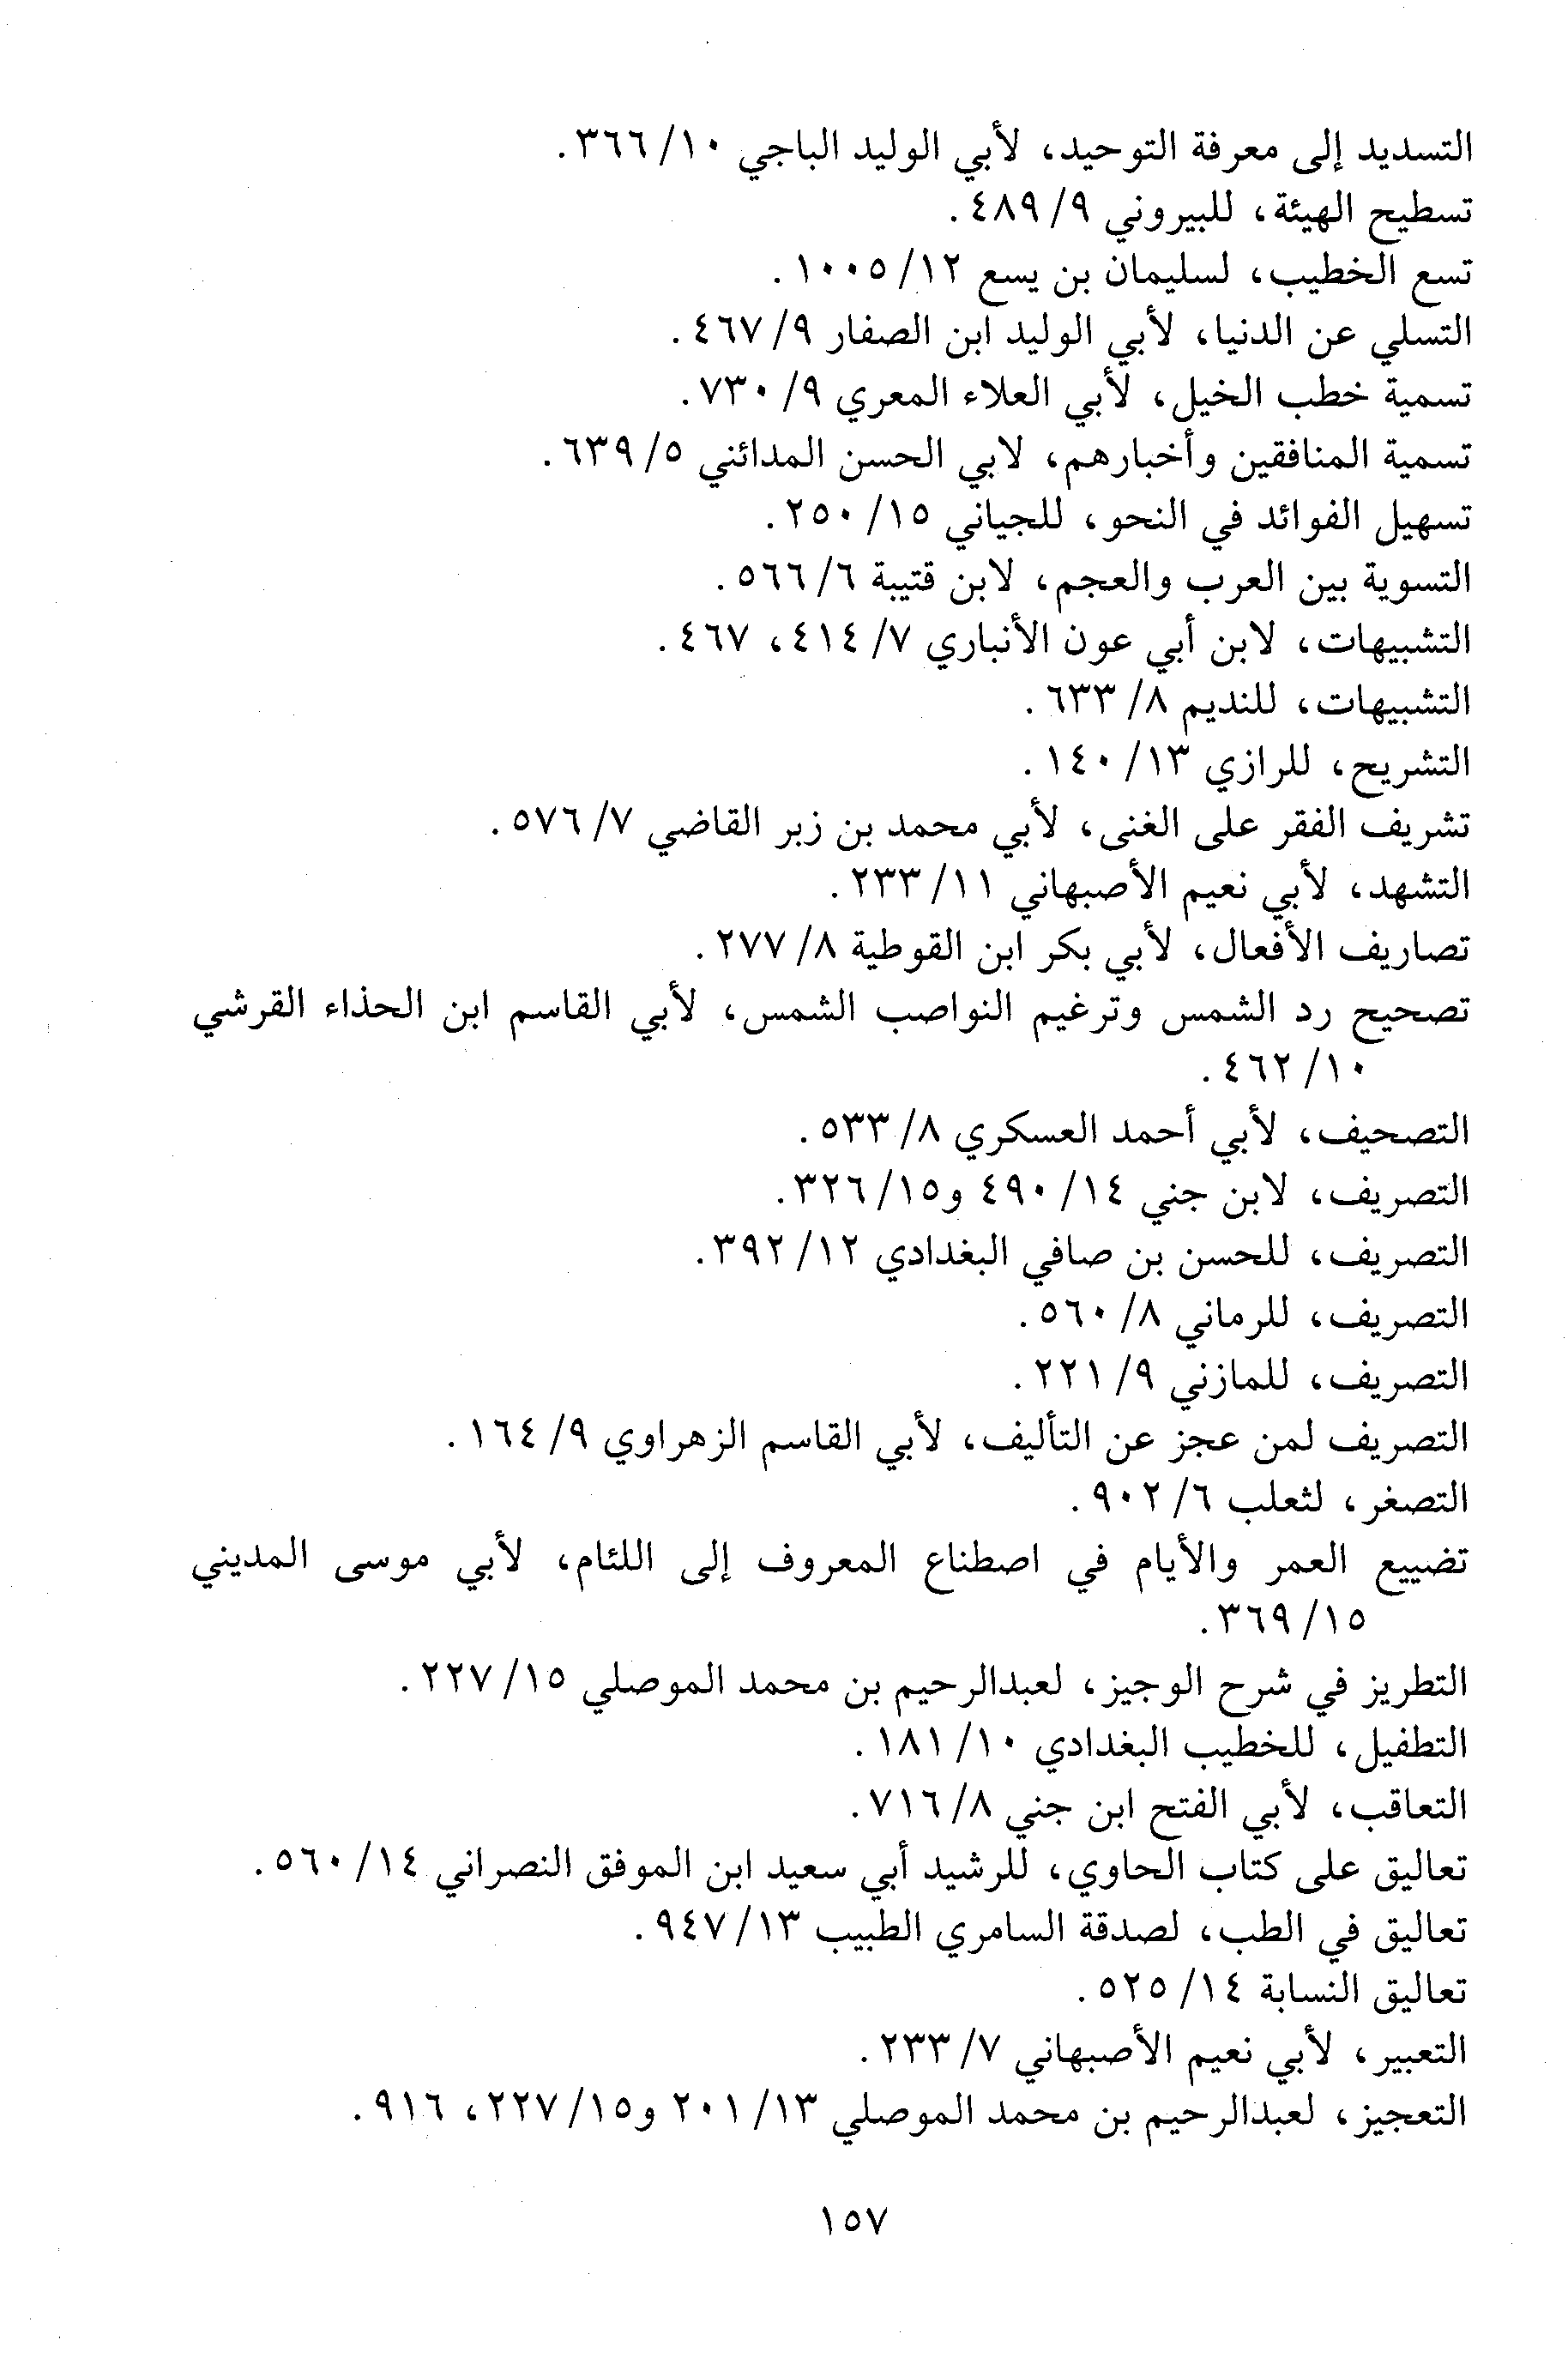 التسديد إلى معرفة التوحيد، لأبي الوليد الباجي ١٠/ ٣٦٦.
تسطيح الهيئة، للبيروني ٩/ ٤٨٩.
تسع الخطيب، لسليمان بن يسع ١٢/ ١٠٠٥.
التسلي عن الدنيا، لأبي الوليد ابن الصفار ٩/ ٤٦٧.
تسمية خطب الخيل، لأبي العلاء المعري ٩/ ٧٣٠.
تسمية المنافقين وأخبارهم، لابي الحسن المدائني ٥/ ٦٣٩.
تسهيل الفوائد في النحو، للجياني ١٥/ ٢٥٠.
التسوية بين العرب والعجم، لابن قتيبة ٦/ ٥٦٦.
التشبيهات، لابن أبي عون الأنباري ٧/ ٤١٤، ٤٦٧.
التشبيهات، للنديم ٨/ ٦٣٣.
التشريح، للرازي ١٣/ ١٤٠.
تشريف الفقر على الغنى، لأبي محمد بن زبر القاضي ٧/ ٥٧٦.
التشهد، لأبي نعيم الأصبهاني ١١/ ٢٣٣.
تصاريف الأفعال، لأبي بكر ابن القوطية ٨/ ٢٧٧.
تصحيح رد الشمس وترغيم النواصب الشمس، لأبي القاسم ابن الحذاء القرشي
١٠/ ٤٦٢.
التصحيف، لأبي أحمد العسكري ٨/ ٥٣٣.
التصريف، لابن جني ١٤/ ٤٩٠ و١٥/ ٣٢٦.
التصريف، للحسن بن صافي البغدادي ١٢/ ٣٩٢.
التصريف، للرماني ٨/ ٥٦٠.
التصريف، للمازني ٩/ ٢٢١.
التصريف لمن عجز عن التأليف، لأبي القاسم الزهراوي ٩/ ١٦٤.
التصغر، لثعلب ٦/ ٩٠٢.
تضييع العمر والأيام في اصطناع المعروف إلى اللئام، لأبي موسى المديني
١٥/ ٣٦٩.
التطريز في شرح الوجيز، لعبدالرحيم بن محمد الموصلي ١٥/ ٢٢٧.
التطفيل، للخطيب البغدادي ١٠/ ١٨١.
التعاقب، لأبي الفتح ابن جني ٨/ ٧١٦.
تعاليق على كتاب الحاوي، للرشيد أبي سعيد ابن الموفق النصراني ١٤/ ٥٦٠.
تعاليق في الطب، لصدقة السامري الطبيب ١٣/ ٩٤٧.
تعاليق النسابة ١٤/ ٥٢٥.
التعبير، لأبي نعيم الأصبهاني ٧/ ٢٣٣.
التعجيز، لعبدالرحيم بن محمد الموصلي ١٣/ ٢٠١ و١٥/ ٢٢٧، ٩١٦.
١٥٧